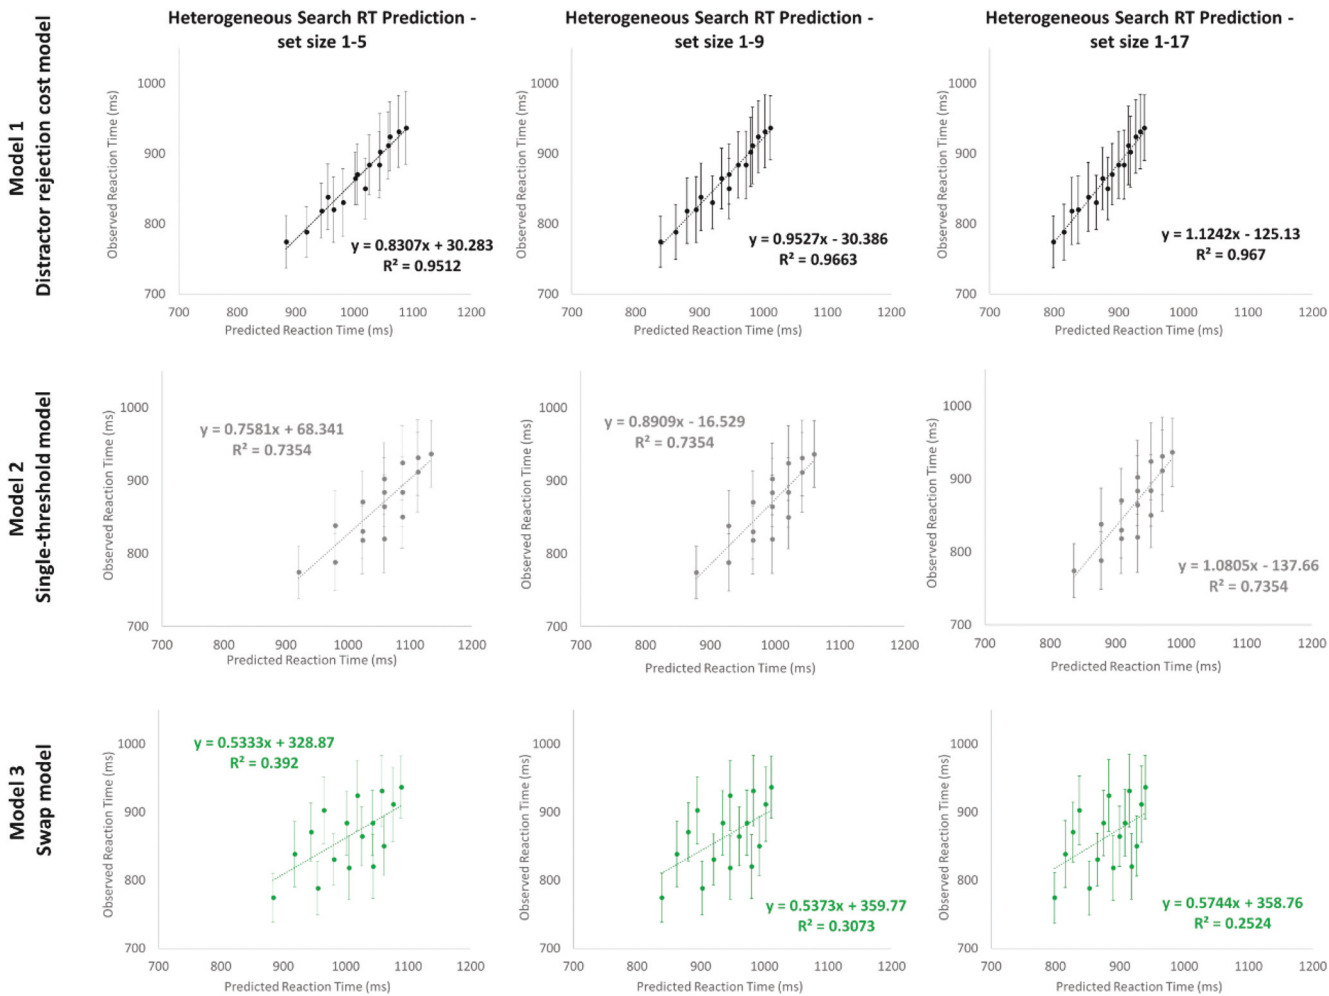 Heterogeneous Search RT Prediction -
set size 1-5
Heterogeneous Search RT Prediction -
set size 1-9
Heterogeneous Search RT Prediction -
set size 1-17
Model 1
Distractor rejection cost model
Observed Reaction Time (ms)
1000
900
800
700
y = 0.8307x + 30.283
R² = 0.9512
700 800 900 1000 1100 1200
Predicted Reaction Time (ms)
Observed Reaction Time (ms)
1000
900
800
700
y = 0.9527x - 30.386
R² = 0.9663
700 800 900 1000 1100 1200
Predicted Reaction Time (ms)
Observed Reaction Time (ms)
1000
900
800
700
y = 1.1242x - 125.13
R² = 0.967
700 800 900 1000 1100 1200
Predicted Reaction Time (ms)
Model 2
Single-threshold model
Observed Reaction Time (ms)
1000
900
800
700
600
y = 0.7581x + 68.341
R² = 0.7354
700 800 900 1000 1100 1200
Predicted Reaction Time (ms)
Observed Reaction Time (ms)
1000
900
800
700
600
y = 0.8909x - 16.529
R² = 0.7354
700 800 900 1000 1100 1200
Predicted Reaction Time (ms)
Observed Reaction Time (ms)
1000
900
800
700
600
y = 1.0805x - 137.66
R² = 0.7354
700 800 900 1000 1100 1200
Predicted Reaction Time (ms)
Model 3
Swap model
Observed Reaction Time (ms)
1000
900
800
700
y = 0.5333x + 328.87
R² = 0.392
700 800 900 1000 1100 1200
Predicted Reaction Time (ms)
Observed Reaction Time (ms)
1000
900
800
700
y = 0.5373x + 359.77
R² = 0.3073
700 800 900 1000 1100 1200
Predicted Reaction Time (ms)
Observed Reaction Time (ms)
1000
900
800
700
y = 0.5744x + 358.76
R² = 0.2524
700 800 900 1000 1100 1200
Predicted Reaction Time (ms)